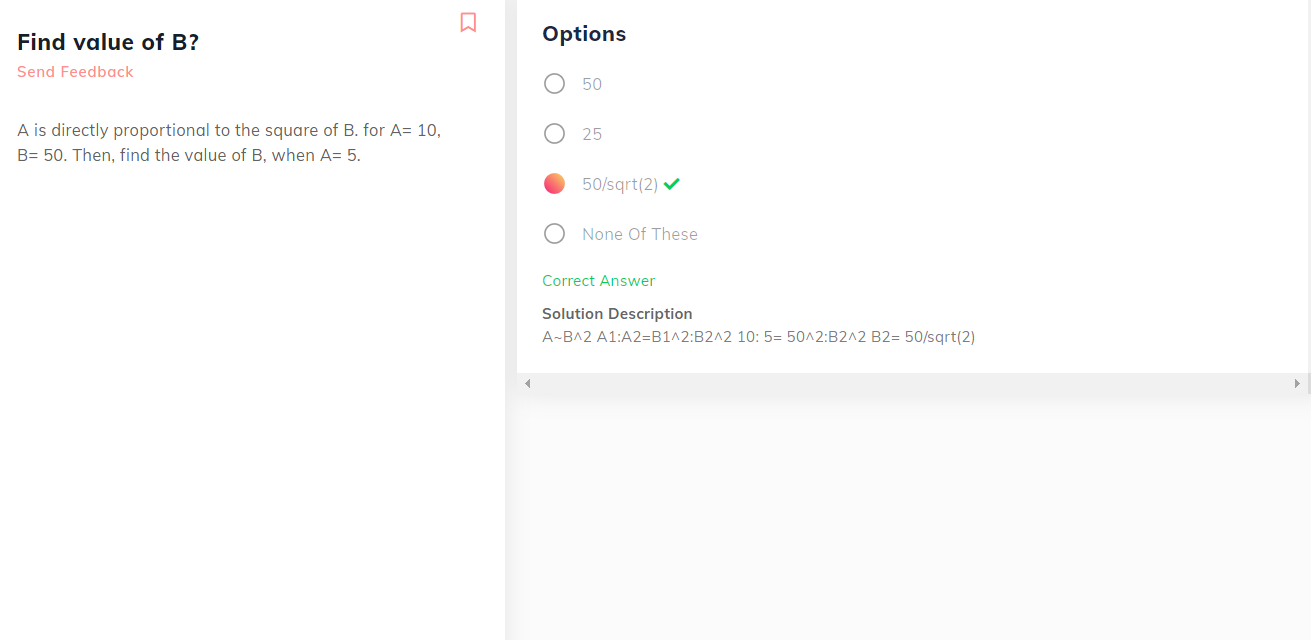 Find value of B?
Send Feedback
A is directly proportional to the square of B. for A= 10,
B= 50. Then, find the value of B, when A= 5.
Options
50
25
50/sqrt(2)
None Of These
Correct Answer
Solution Description
A~B^2 A1:A2=B1^2:B2^2 10: 5= 50^2:B2^2 B2= 50/sqrt(2)